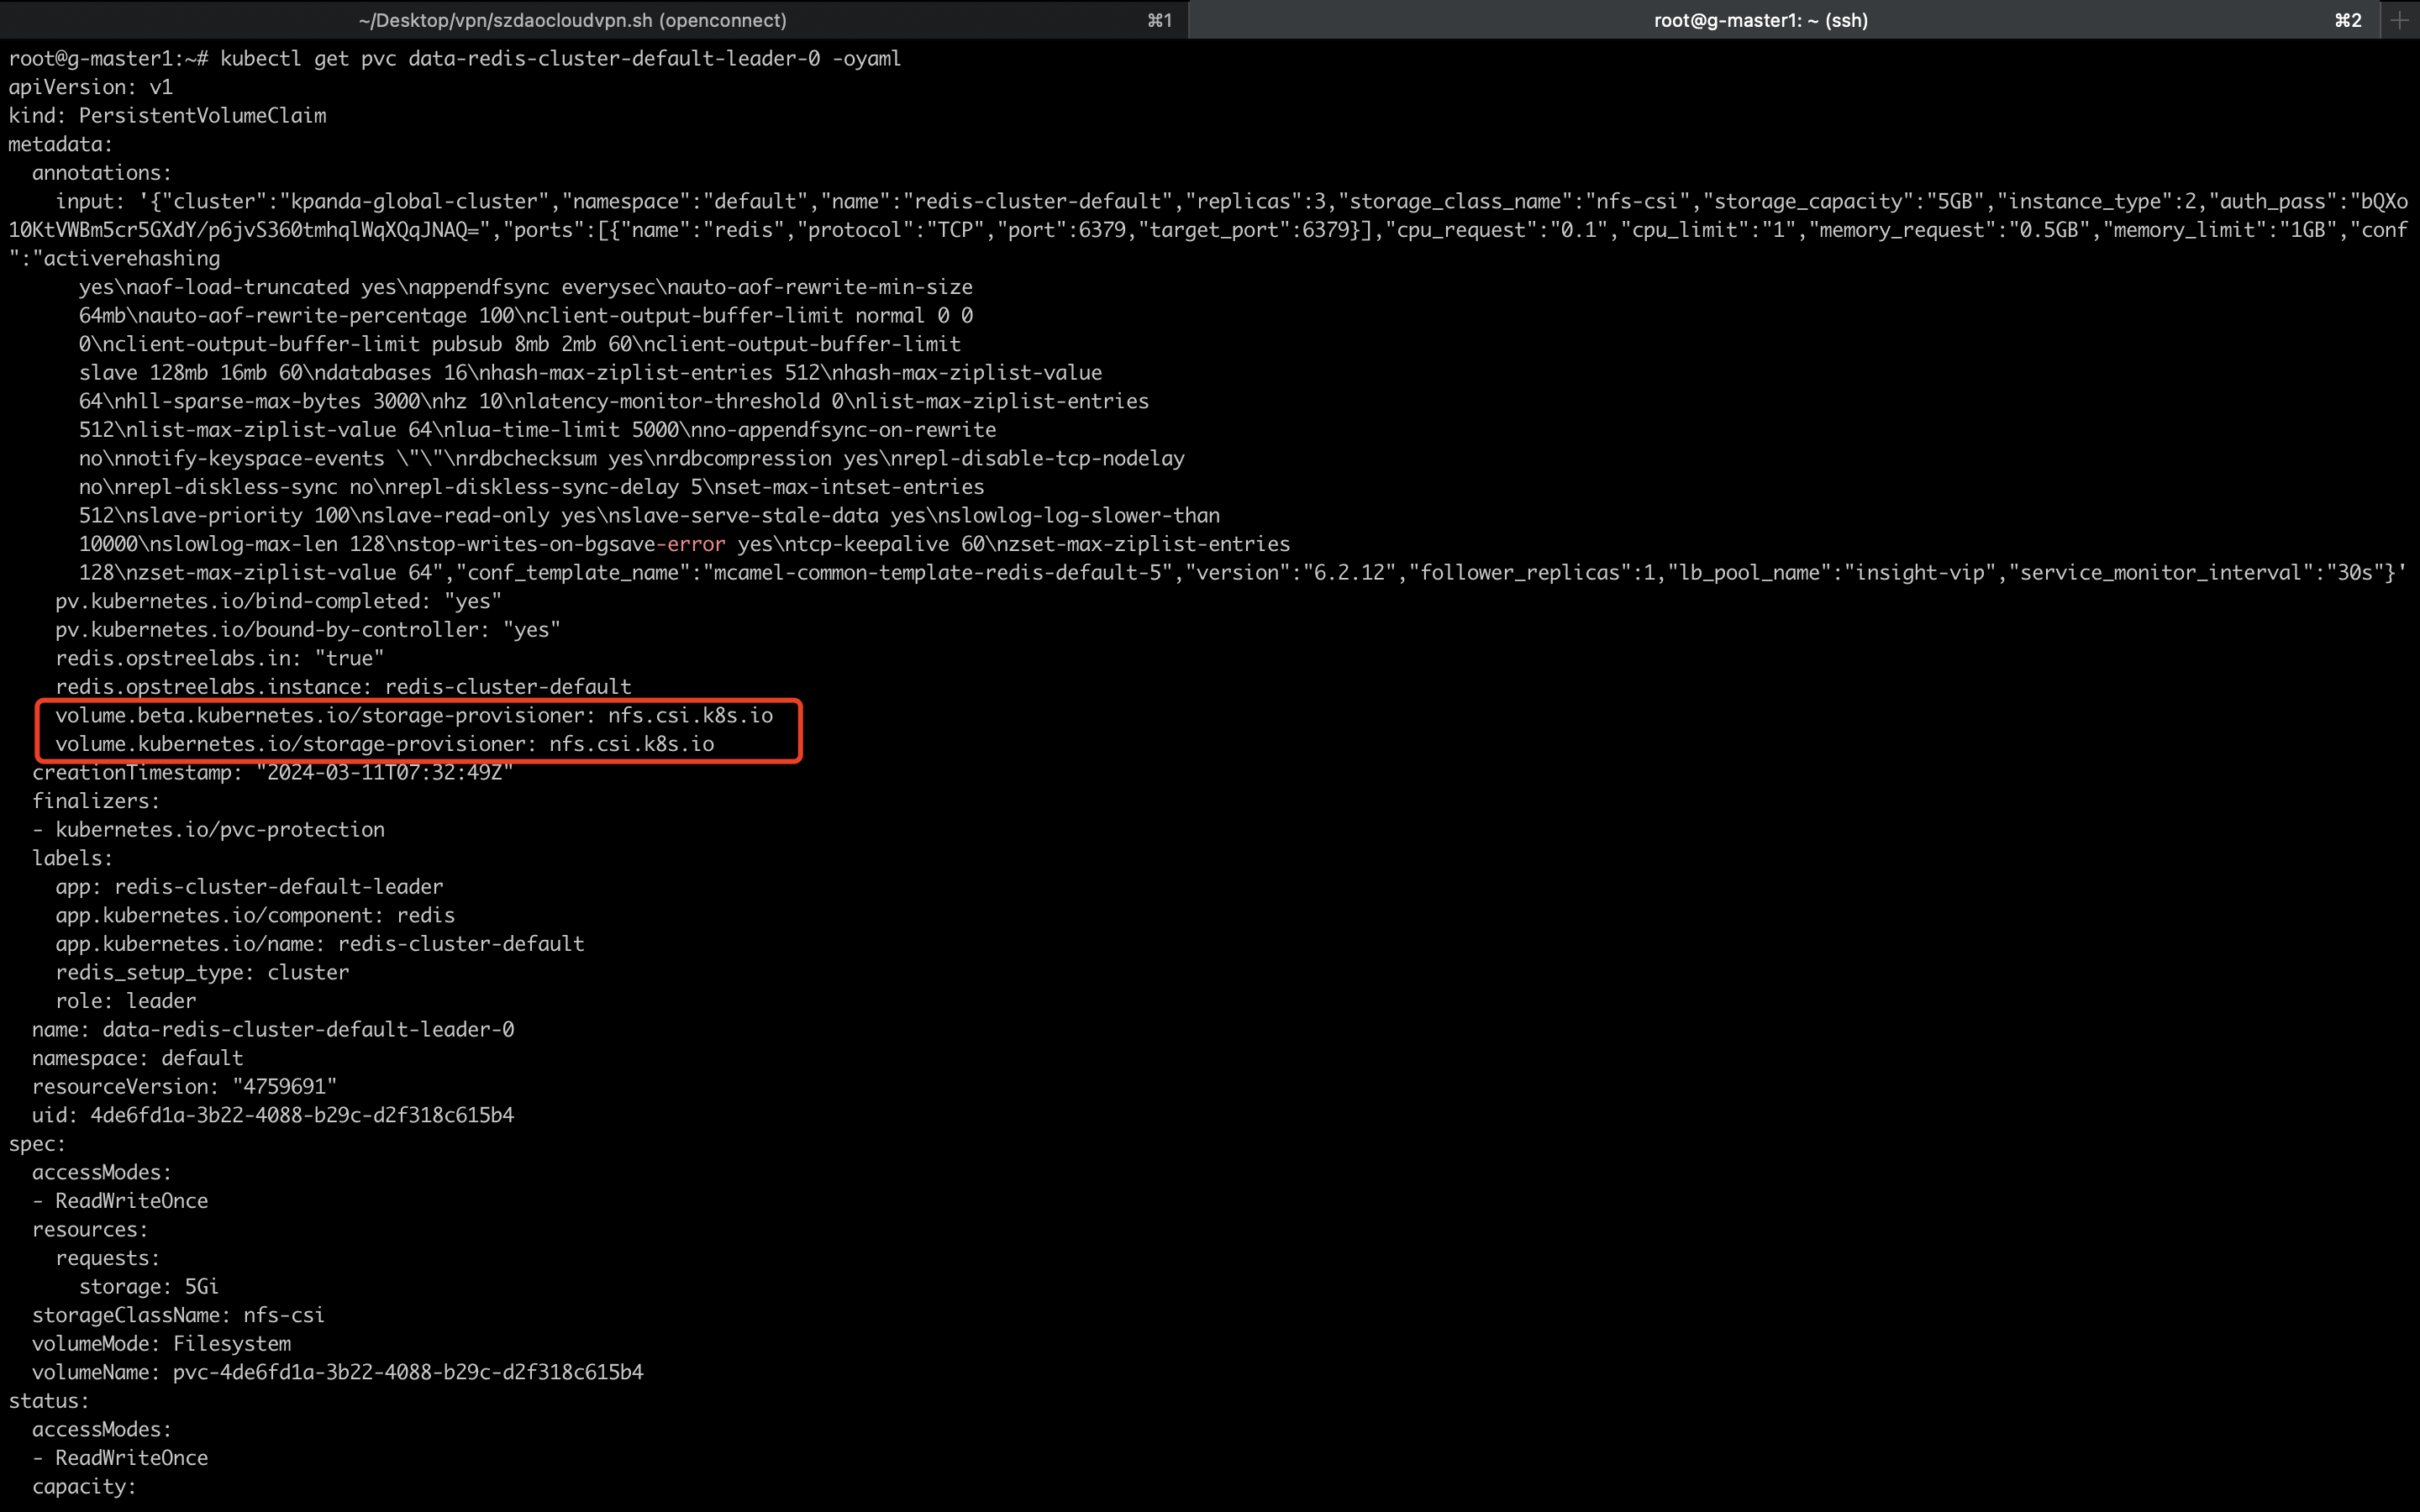 ~/Desktop/vpn/szdaocloudvpn.sh (openconnect) ⌘1 root@g-master1: ~ (ssh) ⌘2 +
root@g-master1:~# kubectl get pvc data-redis-cluster-default-leader-0 -oyaml
apiVersion: v1
kind: PersistentVolumeClaim
metadata:
  annotations:
    input: '{"cluster":"kpanda-global-cluster","namespace":"default","name":"redis-cluster-default","replicas":3,"storage_class_name":"nfs-csi","storage_capacity":"5GB","instance_type":2,"auth_pass":"bQXo
10KtVWBm5cr5GXdY/p6jvS360tmhqlWqXQqJNAQ=","ports":[{"name":"redis","protocol":"TCP","port":6379,"target_port":6379}],"cpu_request":"0.1","cpu_limit":"1","memory_request":"0.5GB","memory_limit":"1GB","conf
":"activerehashing
      yes\naof-load-truncated yes\nappendfsync everysec\nauto-aof-rewrite-min-size
      64mb\nauto-aof-rewrite-percentage 100\nclient-output-buffer-limit normal 0 0
      0\nclient-output-buffer-limit pubsub 8mb 2mb 60\nclient-output-buffer-limit
      slave 128mb 16mb 60\ndatabases 16\nhash-max-ziplist-entries 512\nhash-max-ziplist-value
      64\nhll-sparse-max-bytes 3000\nhz 10\nlatency-monitor-threshold 0\nlist-max-ziplist-entries
      512\nlist-max-ziplist-value 64\nlua-time-limit 5000\nno-appendfsync-on-rewrite
      no\nnotify-keyspace-events \"\"\nrdbchecksum yes\nrdbcompression yes\nrepl-disable-tcp-nodelay
      no\nrepl-diskless-sync no\nrepl-diskless-sync-delay 5\nset-max-intset-entries
      512\nslave-priority 100\nslave-read-only yes\nslave-serve-stale-data yes\nslowlog-log-slower-than
      10000\nslowlog-max-len 128\nstop-writes-on-bgsave-error yes\ntcp-keepalive 60\nzset-max-ziplist-entries
      128\nzset-max-ziplist-value 64","conf_template_name":"mcamel-common-template-redis-default-5","version":"6.2.12","follower_replicas":1,"lb_pool_name":"insight-vip","service_monitor_interval":"30s"}'
    pv.kubernetes.io/bind-completed: "yes"
    pv.kubernetes.io/bound-by-controller: "yes"
    redis.opstreelabs.in: "true"
    redis.opstreelabs.instance: redis-cluster-default
    volume.beta.kubernetes.io/storage-provisioner: nfs.csi.k8s.io
    volume.kubernetes.io/storage-provisioner: nfs.csi.k8s.io
  creationTimestamp: "2024-03-11T07:32:49Z"
  finalizers:
  - kubernetes.io/pvc-protection
  labels:
    app: redis-cluster-default-leader
    app.kubernetes.io/component: redis
    app.kubernetes.io/name: redis-cluster-default
    redis_setup_type: cluster
    role: leader
  name: data-redis-cluster-default-leader-0
  namespace: default
  resourceVersion: "4759691"
  uid: 4de6fd1a-3b22-4088-b29c-d2f318c615b4
spec:
  accessModes:
  - ReadWriteOnce
  resources:
    requests:
      storage: 5Gi
  storageClassName: nfs-csi
  volumeMode: Filesystem
  volumeName: pvc-4de6fd1a-3b22-4088-b29c-d2f318c615b4
status:
  accessModes:
  - ReadWriteOnce
  capacity: